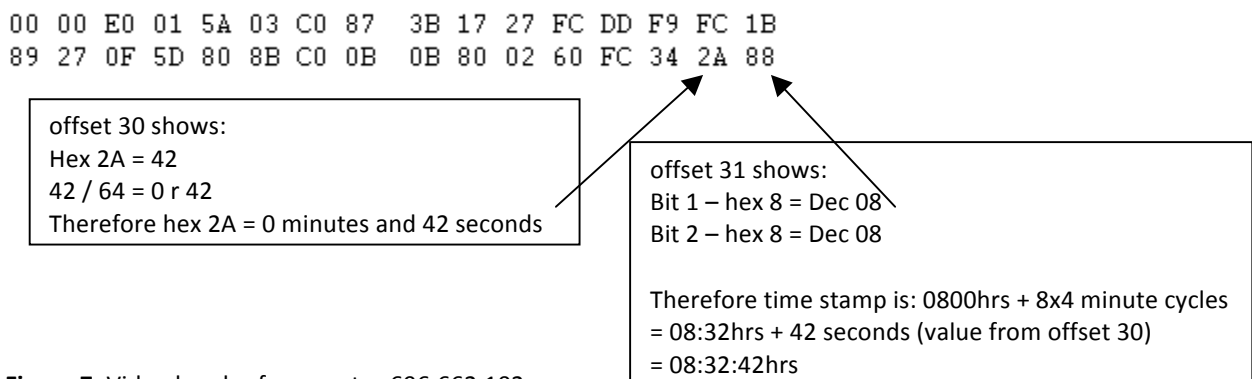 00 00 E0 01 5A 03 C0 87 3B 17 27 FC DD F9 FC 1B
89 27 0F 5D 80 8B C0 0B 0B 80 02 60 FC 34 2A 88
offset 30 shows:
Hex 2A = 42
42 / 64 = 0 r 42
Therefore hex 2A = 0 minutes and 42 seconds
offset 31 shows:
Bit 1 – hex 8 = Dec 08
Bit 2 – hex 8 = Dec 08
Therefore time stamp is: 0800hrs + 8x4 minute cycles
= 08:32hrs + 42 seconds (value from offset 30)
= 08:32:42hrs